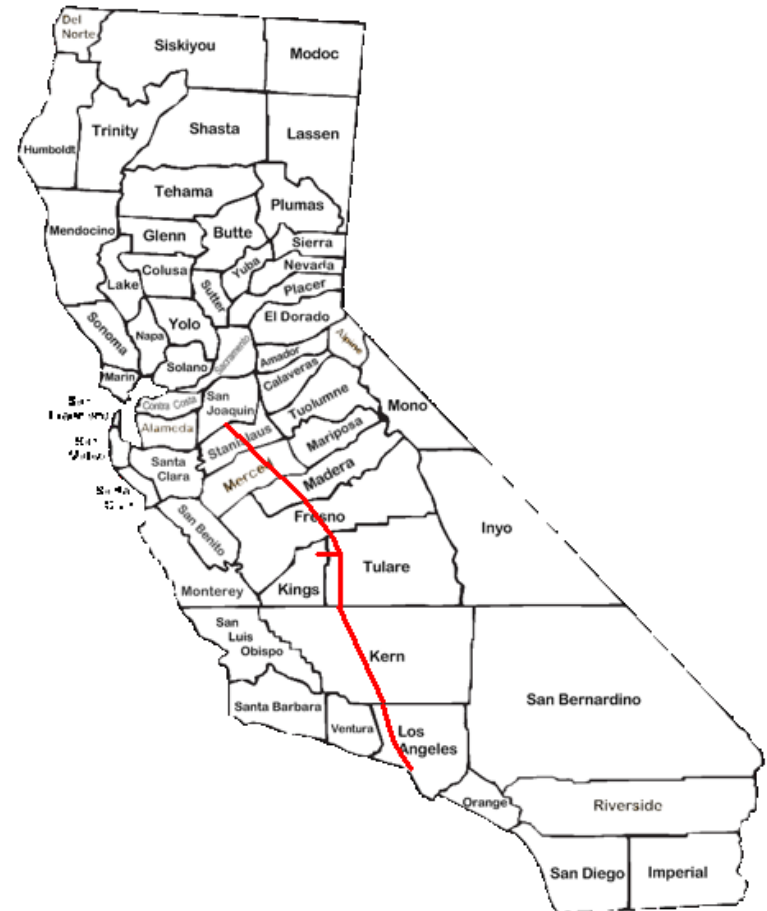 Del
Norte
Siskiyou
Modoc
Humboldt
Trinity
Shasta
Lassen
Tehama
Plumas
Mendocino
Glenn
Butte
Sierra
Lake
Colusa
Sutter
Yuba
Nevada
Placer
Sonoma
Napa
Yolo
El Dorado
Alpine
Marin
Solano
Sacramento
Amador
Calaveras
Contra Costa
San
Joaquin
Tuolumne
Mono
Alameda
Stanislaus
Mariposa
Santa
Clara
Merced
Madera
San Benito
Fresno
Inyo
Monterey
Kings
Tulare
San
Luis
Obispo
Kern
San Bernardino
Santa Barbara
Ventura
Los
Angeles
Orange
Riverside
San Diego
Imperial